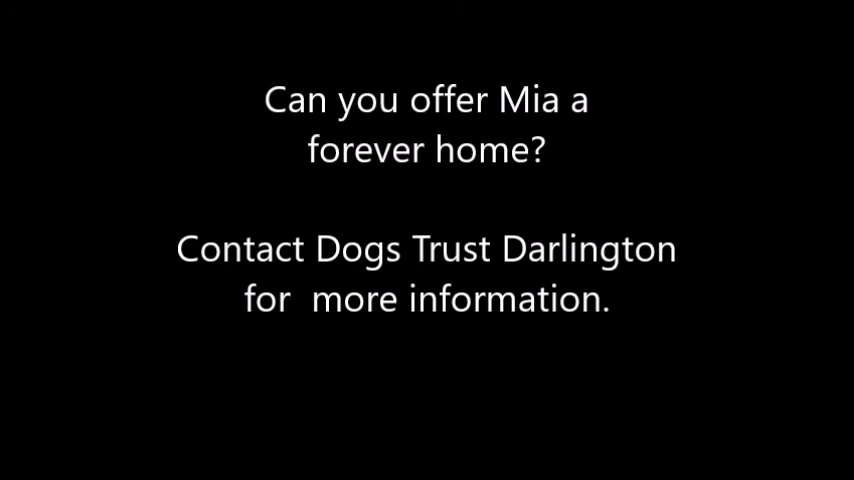 Can you offer Mia a
forever home?
Contact Dogs Trust Darlington
for  more information.